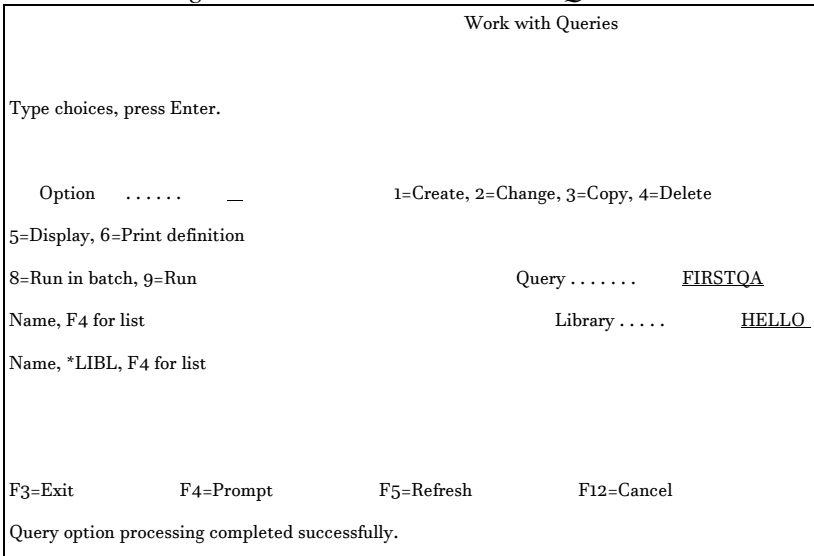 Work with Queries
Type choices, press Enter.
Option . . . . . . _ 1=Create, 2=Change, 3=Copy, 4=Delete
5=Display, 6=Print definition
8=Run in batch, 9=Run Query . . . . . . . FIRSTQA
Name, F4 for list Library . . . . . HELLO
Name, *LIBL, F4 for list
F3=Exit F4=Prompt F5=Refresh F12=Cancel
Query option processing completed successfully.